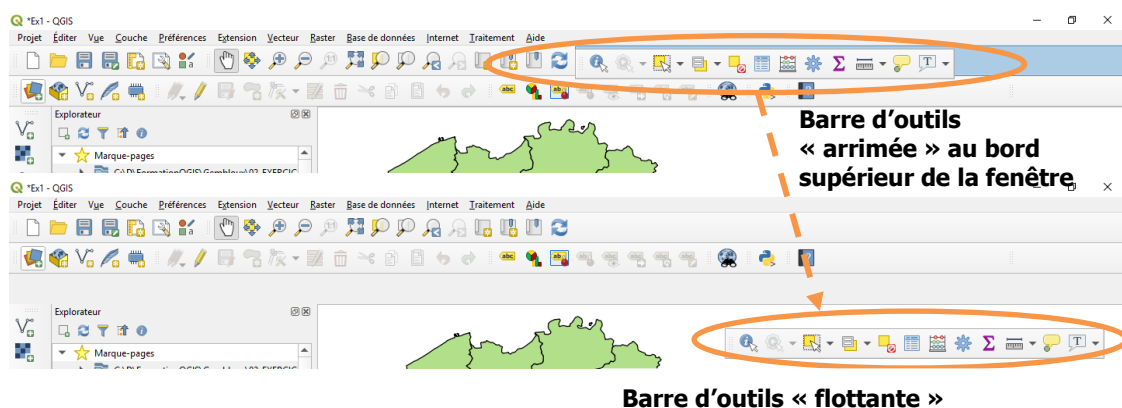 *Ex1 - QGIS
Projet Éditer Vue Couche Préférences Extension Vecteur Raster Base de données Internet Traitement Aide
Explorateur
Marque-pages
Barre d’outils
« arrimée » au bord
supérieur de la fenêtre
*Ex1 - QGIS
Projet Éditer Vue Couche Préférences Extension Vecteur Raster Base de données Internet Traitement Aide
Explorateur
Marque-pages
Barre d’outils « flottante »